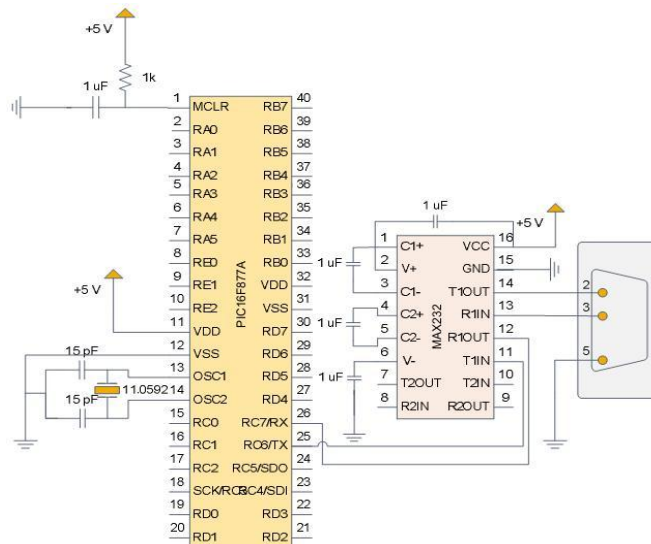 +5 V
1k
1 uF
1 MCLR RB7 40
2 RA0 RB6 39
3 RA1 RB5 38
4 RA2 RB4 37
5 RA3 RB3 36
6 RA4 RB2 35
7 RA5 RB1 34
8 RE0 RB0 33
9 RE1 VDD 32
10 RE2 VSS 31
11 VDD RD7 30
12 VSS RD6 29
13 OSC1 RD5 28
14 OSC2 RD4 27
15 RC0 RC7/RX 26
16 RC1 RC6/TX 25
17 RC2 RC5/SDO 24
18 SCK/RC3 RC4/SDI 23
19 RD0 RD3 22
20 RD1 RD2 21
PIC16F877A
+5 V
15 pF
11.0592
15 pF
1 uF
+5 V
1 C1+ VCC 16
2 V+ GND 15
3 C1- T1OUT 14
4 C2+ R1IN 13
5 C2- R1OUT 12
6 V- T1IN 11
7 T2OUT T2IN 10
8 R2IN R2OUT 9
MAX232
1 uF
1 uF
1 uF
2
3
5